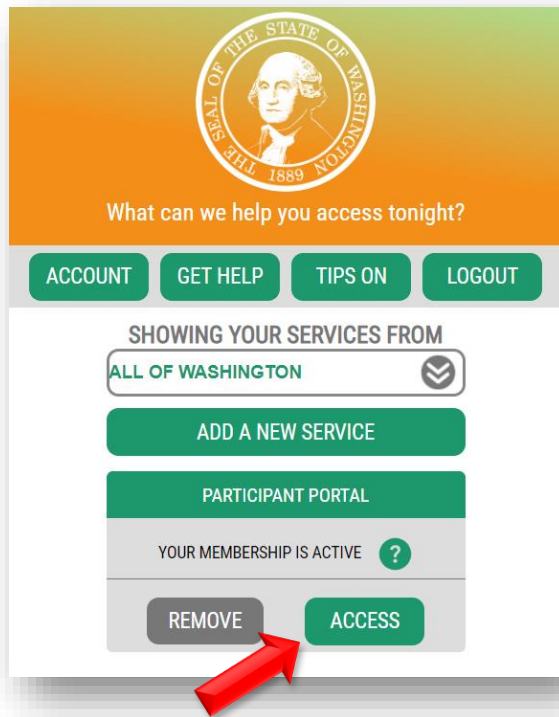 THE SEAL OF THE STATE OF WASHINGTON
1889
What can we help you access tonight?
ACCOUNT GET HELP TIPS ON LOGOUT
SHOWING YOUR SERVICES FROM
ALL OF WASHINGTON
ADD A NEW SERVICE
PARTICIPANT PORTAL
YOUR MEMBERSHIP IS ACTIVE ?
REMOVE ACCESS